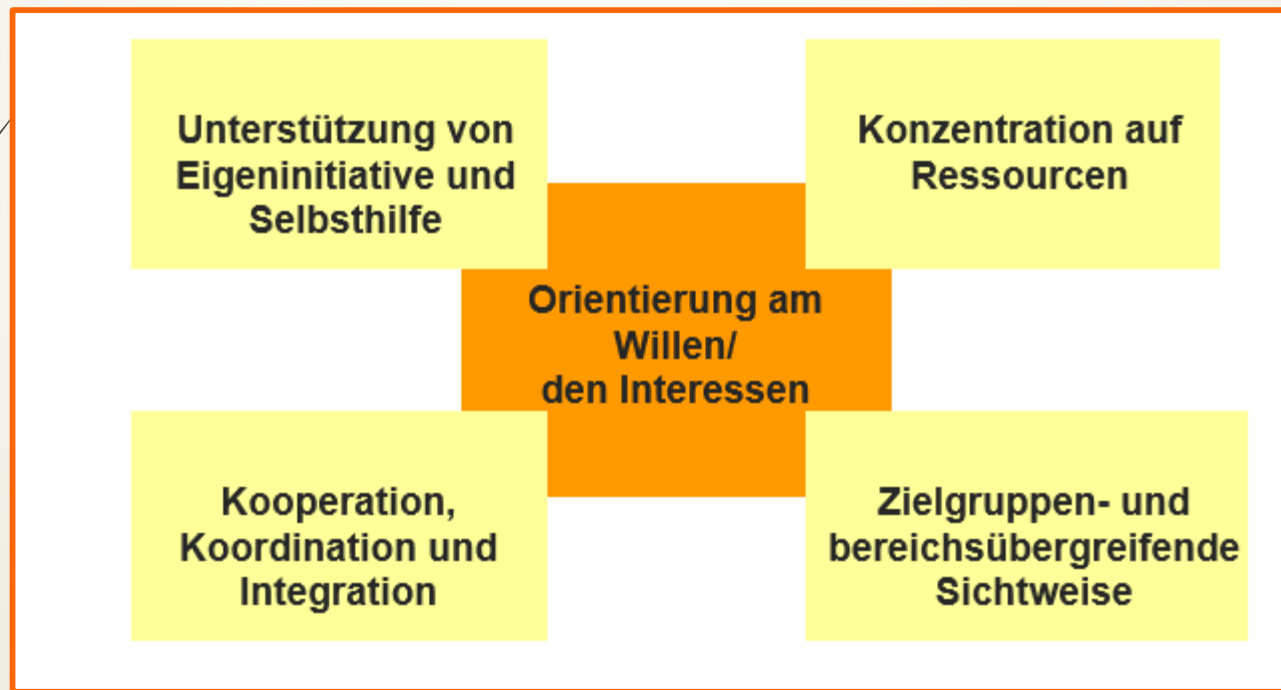 Unterstützung von
Eigeninitiative und
Selbsthilfe
Konzentration auf
Ressourcen
Orientierung am
Willen/
den Interessen
Kooperation,
Koordination und
Integration
Zielgruppen- und
bereichsübergreifende
Sichtweise